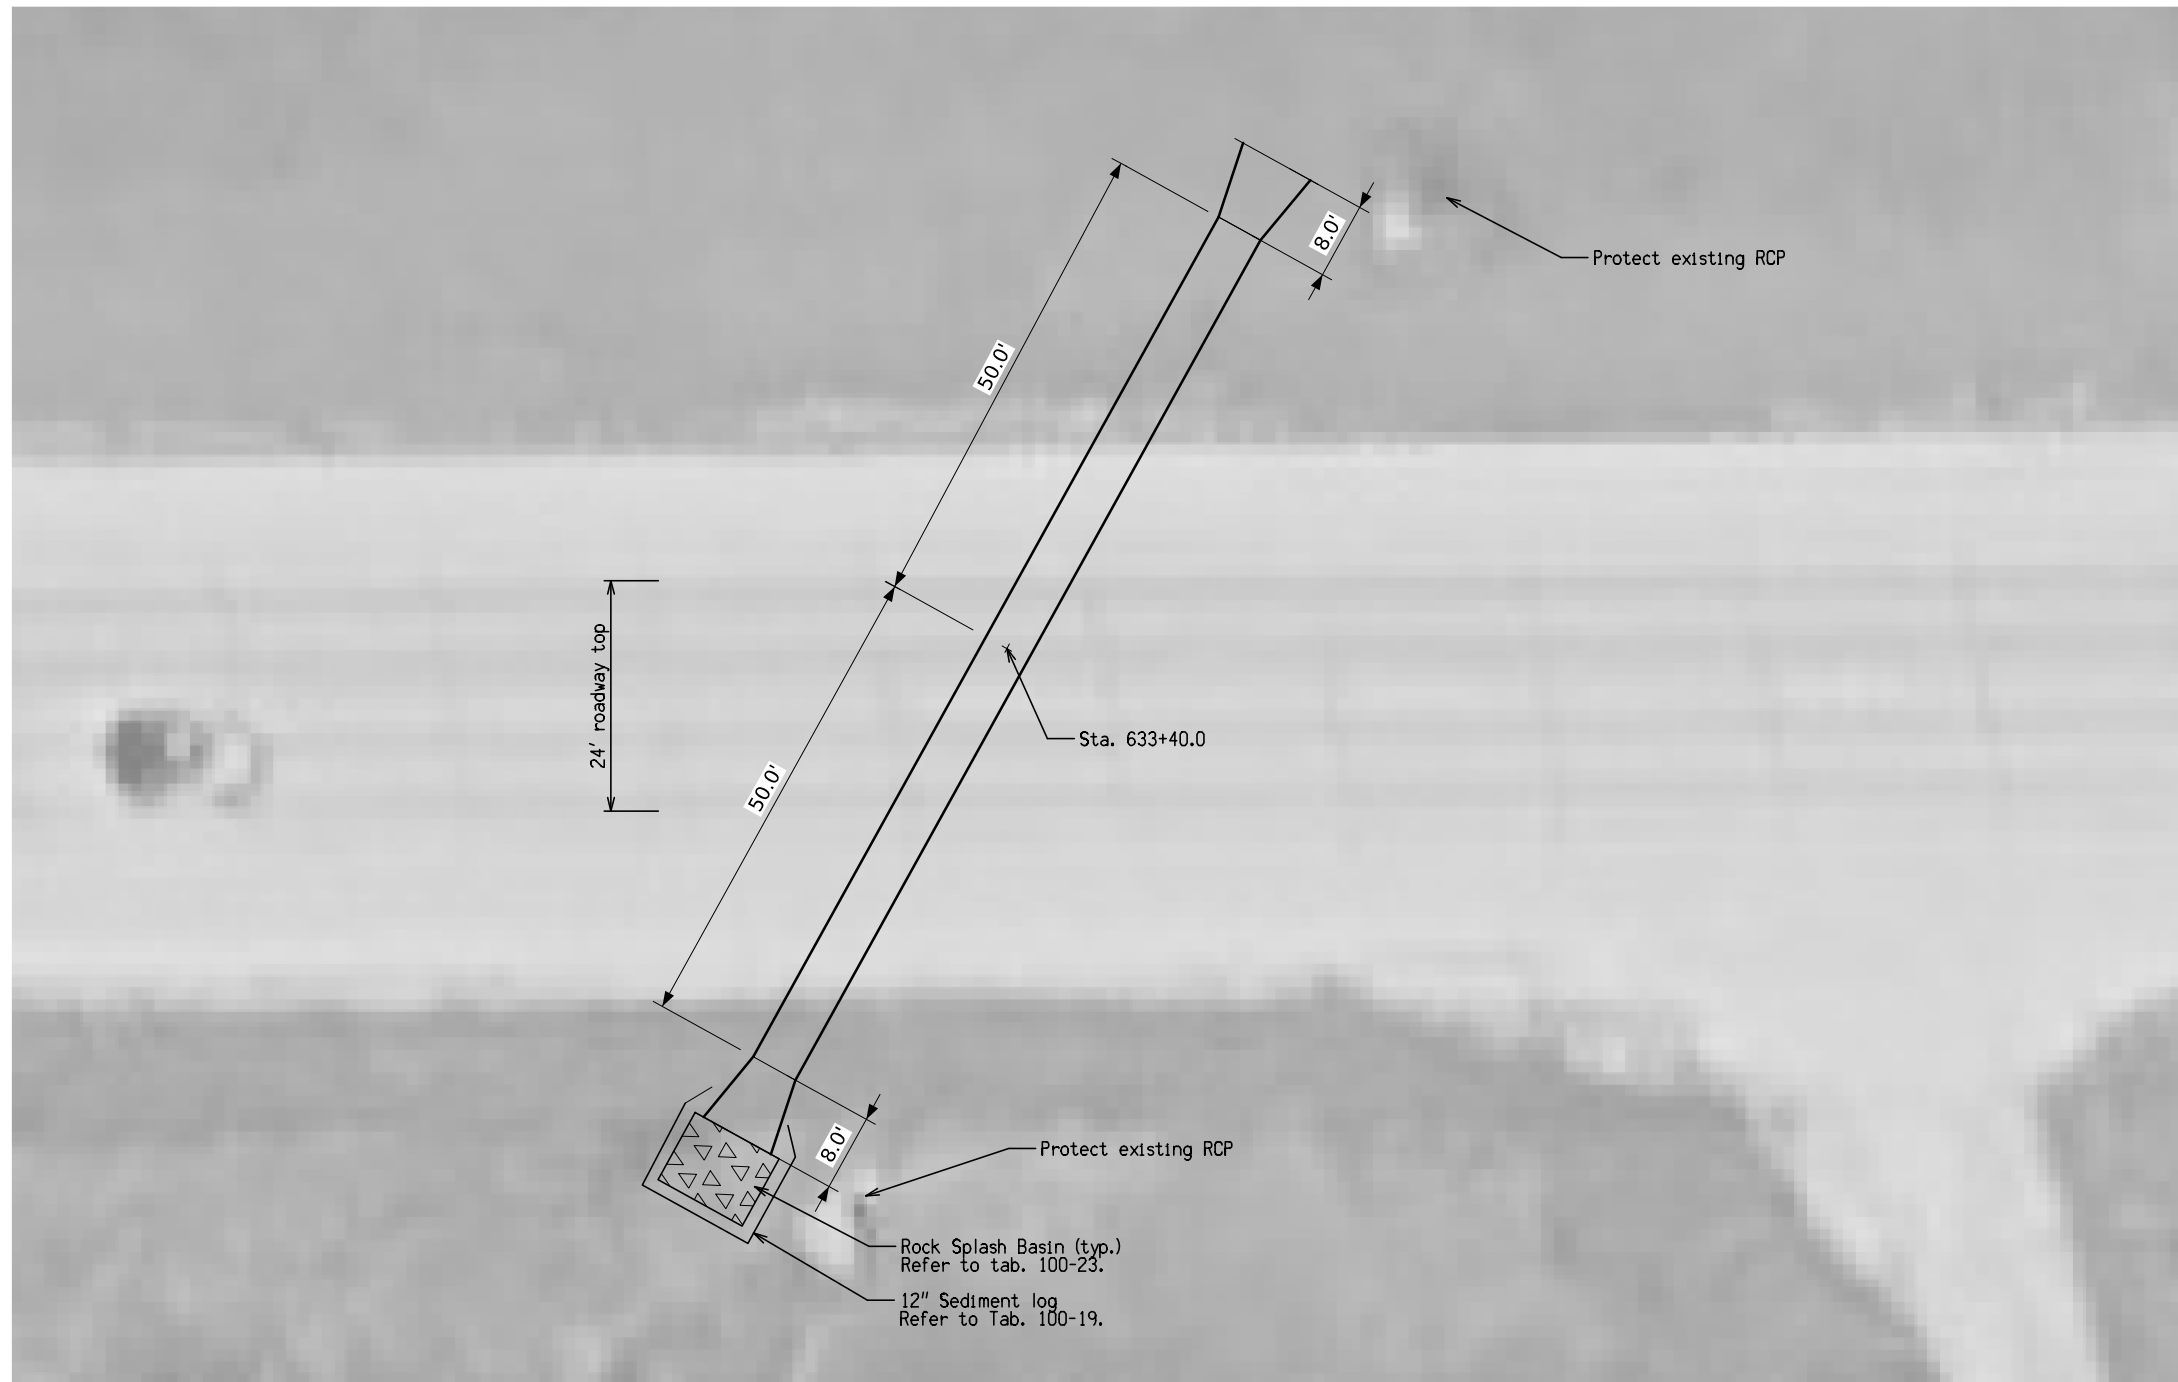 8.0'
Protect existing RCP
50.0'
24' roadway top
Sta. 633+40.0
50.0'
8.0'
Protect existing RCP
Rock Splash Basin (typ.)
Refer to tab. 100-23.
12" Sediment log
Refer to Tab. 100-19.